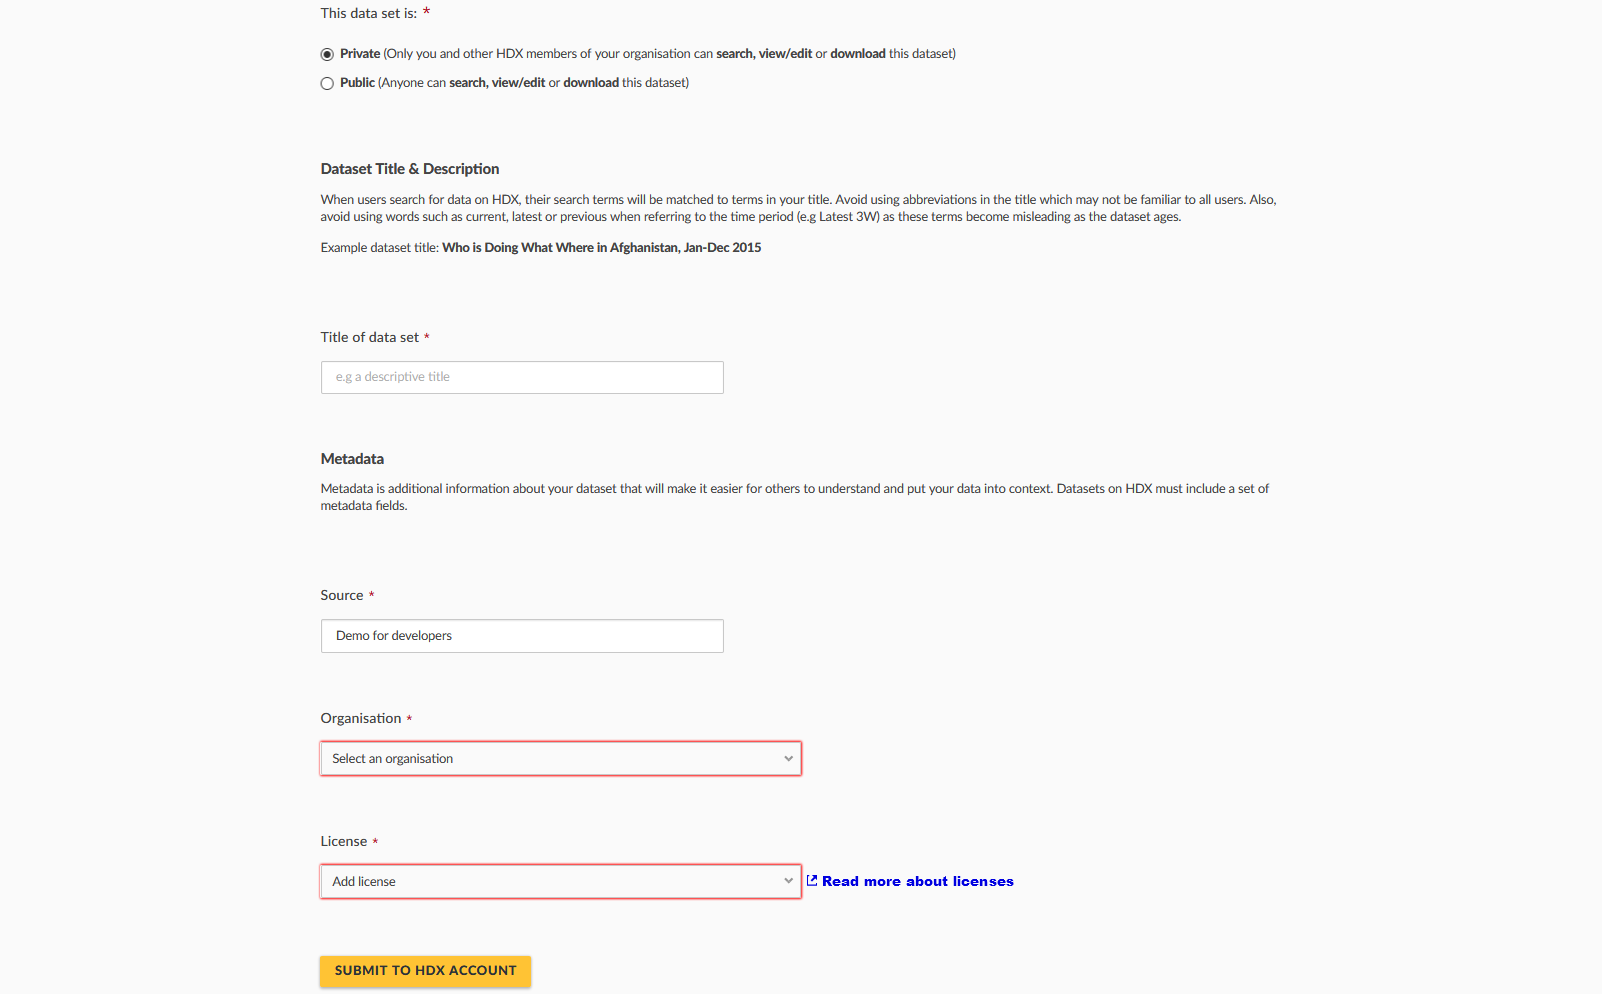 This data set is: *
Private (Only you and other HDX members of your organisation can search, view/edit or download this dataset)
Public (Anyone can search, view/edit or download this dataset)
Dataset Title & Description
When users search for data on HDX, their search terms will be matched to terms in your title. Avoid using abbreviations in the title which may not be familiar to all users. Also,
avoid using words such as current, latest or previous when referring to the time period (e.g Latest 3W) as these terms become misleading as the dataset ages.
Example dataset title: Who is Doing What Where in Afghanistan, Jan-Dec 2015
Title of data set *
e.g a descriptive title
Metadata
Metadata is additional information about your dataset that will make it easier for others to understand and put your data into context. Datasets on HDX must include a set of
metadata fields.
Source *
Demo for developers
Organisation *
Select an organisation
License *
Add license
Read more about licenses
SUBMIT TO HDX ACCOUNT